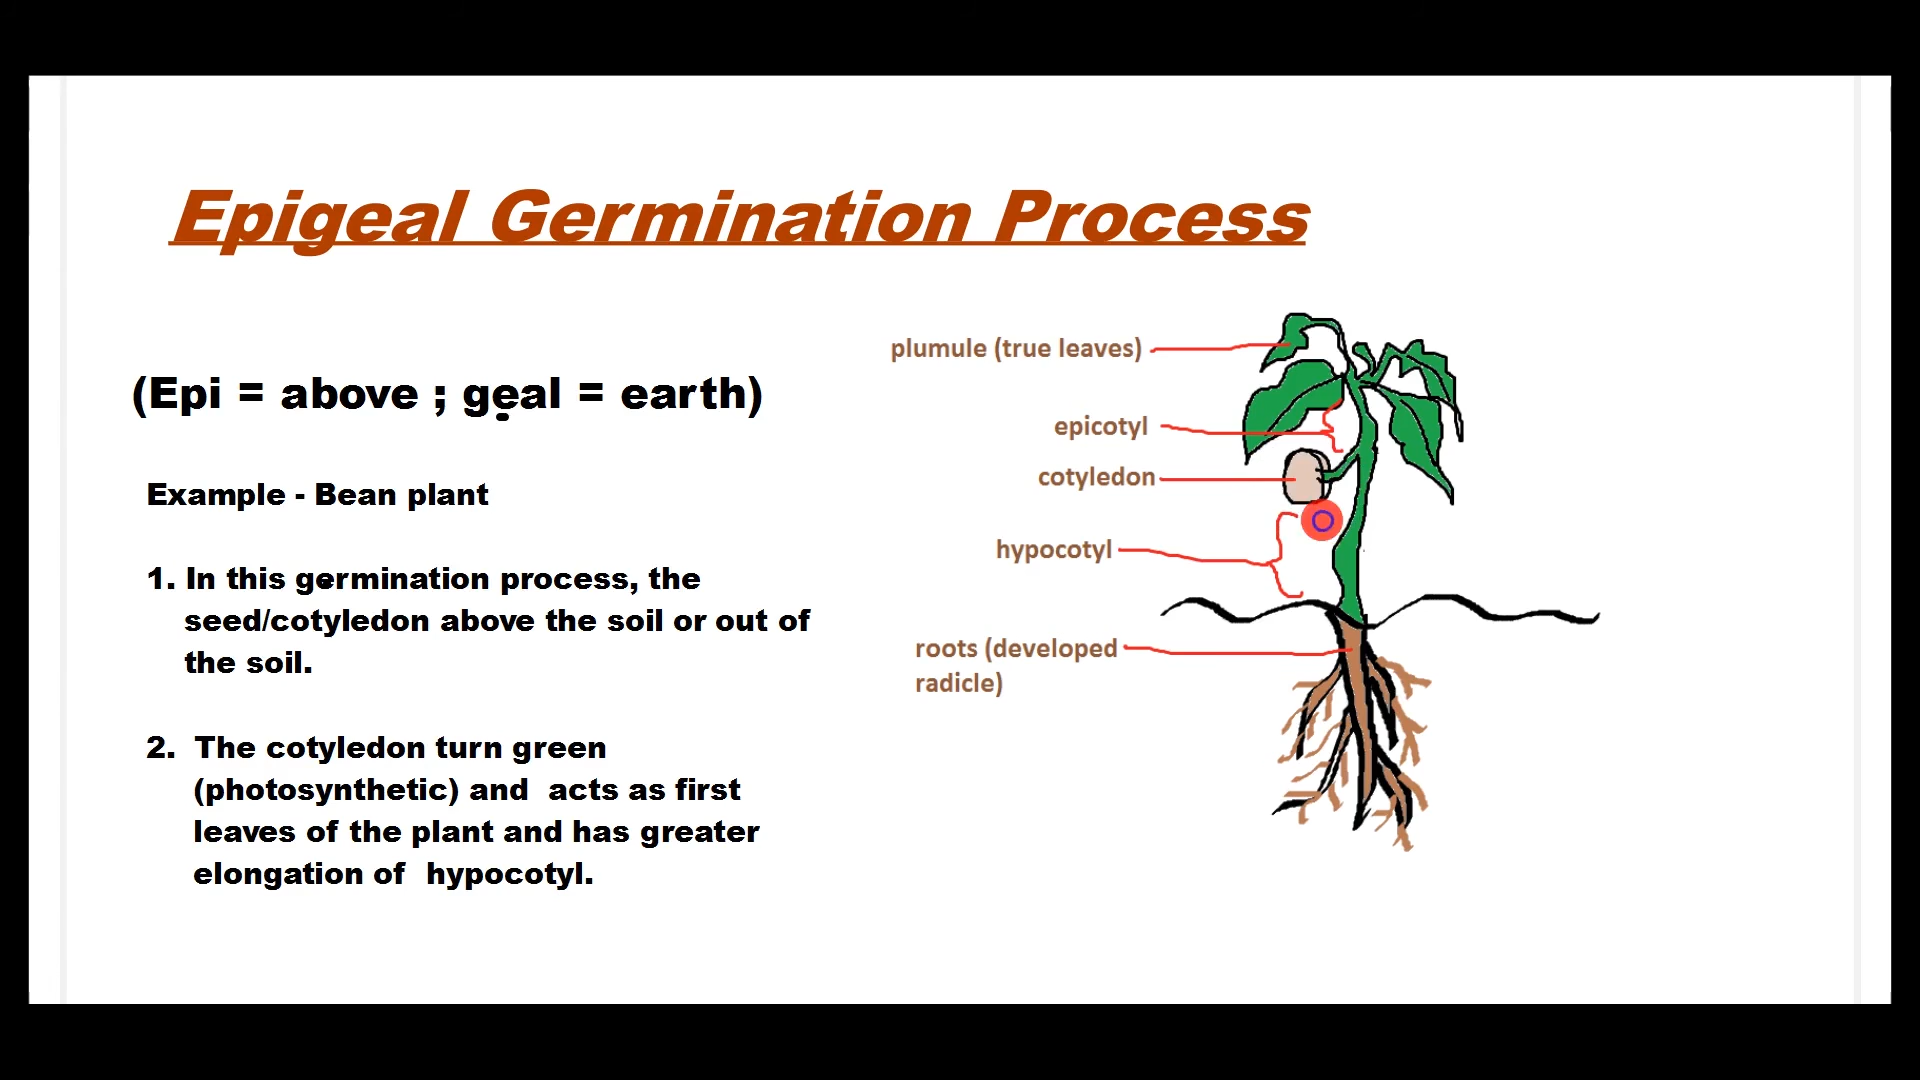 Epigeal Germination Process
(Epi = above ; geal = earth)
Example - Bean plant
1. In this germination process, the
seed/cotyledon above the soil or out of
the soil.
2. The cotyledon turn green
(photosynthetic) and acts as first
leaves of the plant and has greater
elongation of hypocotyl.
plumule (true leaves)
epicotyl
cotyledon
hypocotyl
roots (developed
radicle)